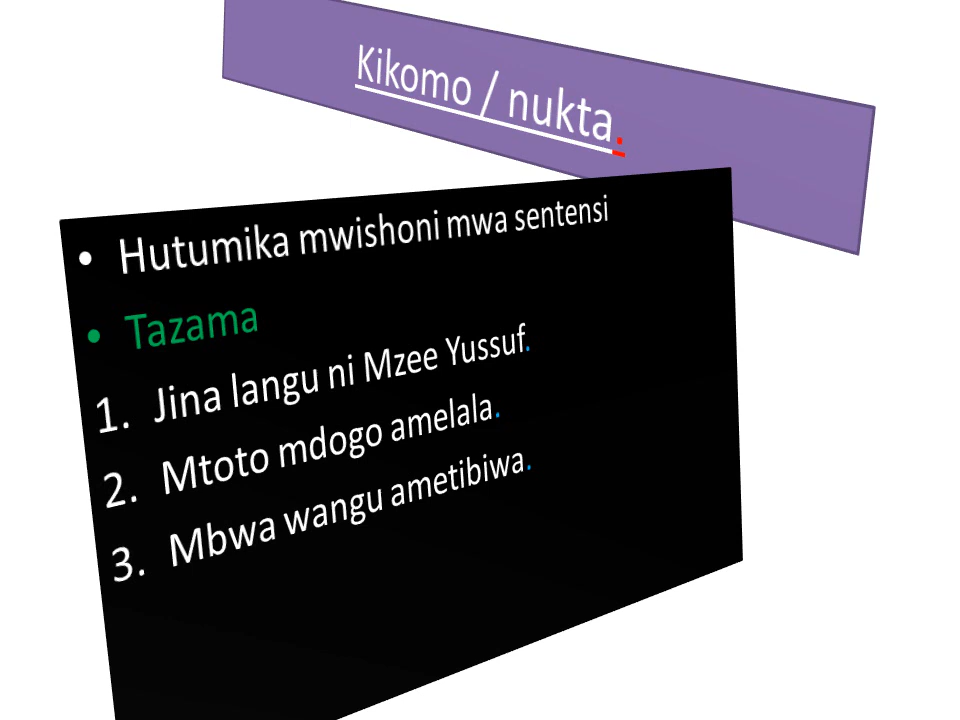 Kikomo / nukta.
• Hutumika mwishoni mwa sentensi
• Tazama
1. Jina langu ni Mzee Yussuf.
2. Mtoto mdogo amelala.
3. Mbwa wangu ametibiwa.